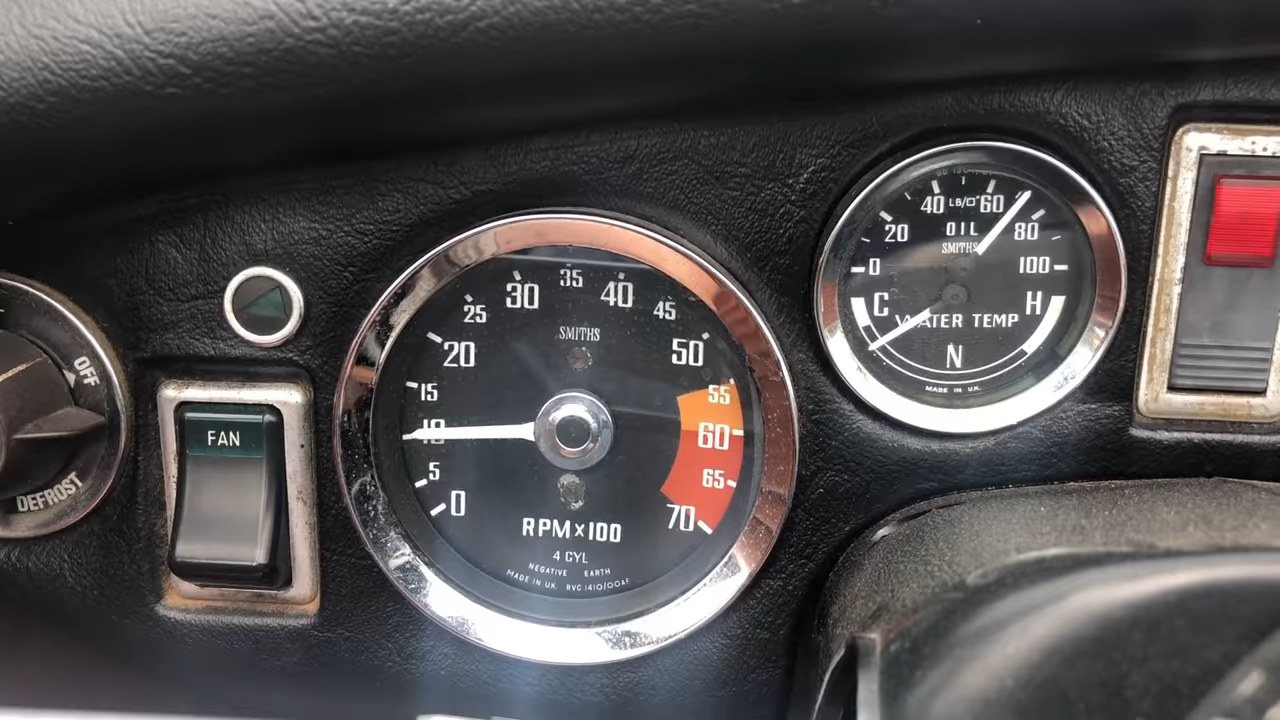 OFF
DEFROST
FAN
0
5
10
15
20
25
30
35
40
45
50
55
60
65
70
SMITHS
RPM×100
4 CYL
NEGATIVE EARTH
MADE IN U.K. RVC 1410/00AF
0
20
40
LB/□"
60
80
100
OIL
SMITHS
C
H
WATER TEMP
N
MADE IN U.K.